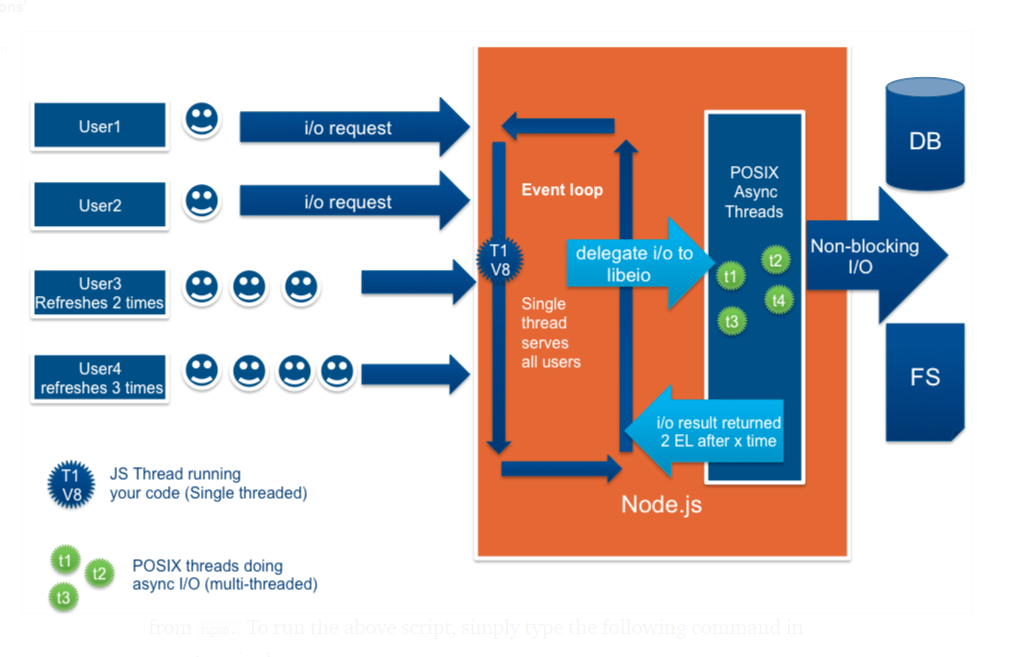 ons'
User1
i/o request
User2
i/o request
User3
Refreshes 2 times
User4
refreshes 3 times
T1
V8
JS Thread running
your code (Single threaded)
t1
t2
t3
POSIX threads doing
async I/O (multi-threaded)
Event loop
T1
V8
Single
thread
serves
all users
delegate i/o to
libeio
POSIX
Async
Threads
t1
t2
t3
t4
i/o result returned
2 EL after x time
Node.js
Non-blocking
I/O
DB
FS
from npm. To run the above script, simply type the following command in